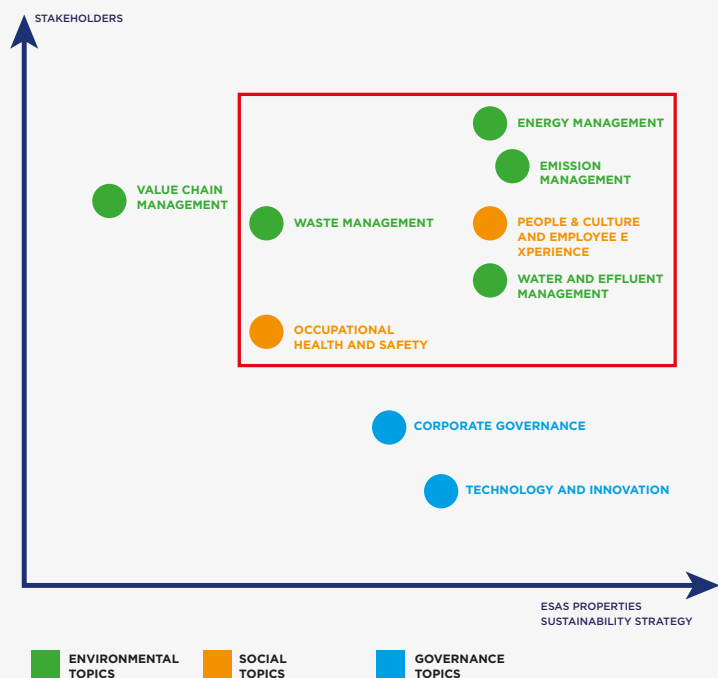 STAKEHOLDERS
ENERGY MANAGEMENT
EMISSION
MANAGEMENT
VALUE CHAIN
MANAGEMENT
WASTE MANAGEMENT
PEOPLE & CULTURE
AND EMPLOYEE E
XPERIENCE
WATER AND EFFLUENT
MANAGEMENT
OCCUPATIONAL
HEALTH AND SAFETY
CORPORATE GOVERNANCE
TECHNOLOGY AND INNOVATION
ESAS PROPERTIES
SUSTAINABILITY STRATEGY
ENVIRONMENTAL
TOPICS
SOCIAL
TOPICS
GOVERNANCE
TOPICS